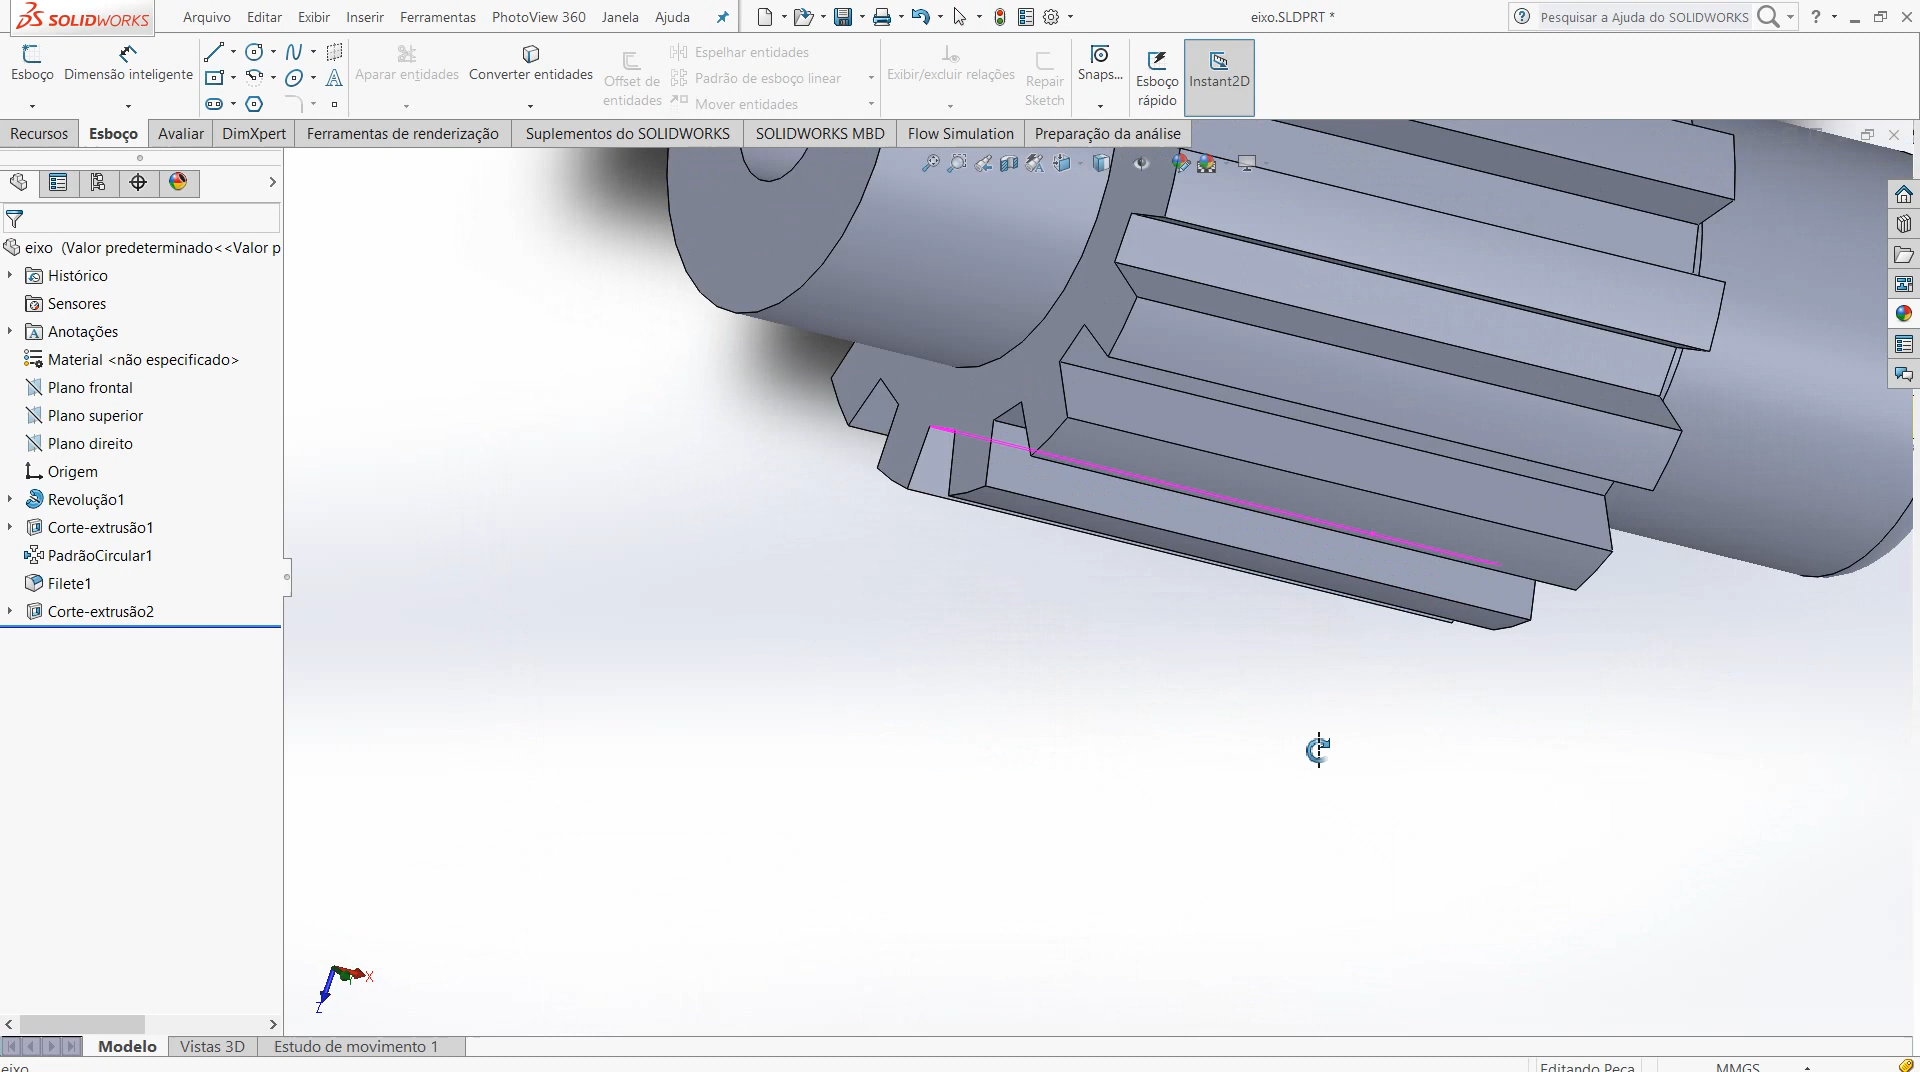 SOLIDWORKS
Arquivo Editar Exibir Inserir Ferramentas PhotoView 360 Janela Ajuda
eixo.SLDPRT *
Pesquisar a Ajuda do SOLIDWORKS
Esboço
Dimensão inteligente
Aparar entidades
Converter entidades
Offset de
entidades
Espelhar entidades
Padrão de esboço linear
Mover entidades
Exibir/excluir relações
Repair
Sketch
Snaps...
Esboço
rápido
Instant2D
Recursos Esboço Avaliar DimXpert Ferramentas de renderização Suplementos do SOLIDWORKS SOLIDWORKS MBD Flow Simulation Preparação da análise
eixo (Valor predeterminado<<Valor p
Histórico
Sensores
Anotações
Material <não especificado>
Plano frontal
Plano superior
Plano direito
Origem
Revolução1
Corte-extrusão1
PadrãoCircular1
Filete1
Corte-extrusão2
X
Z
Modelo Vistas 3D Estudo de movimento 1
eixo
Editando Peça
MMGS